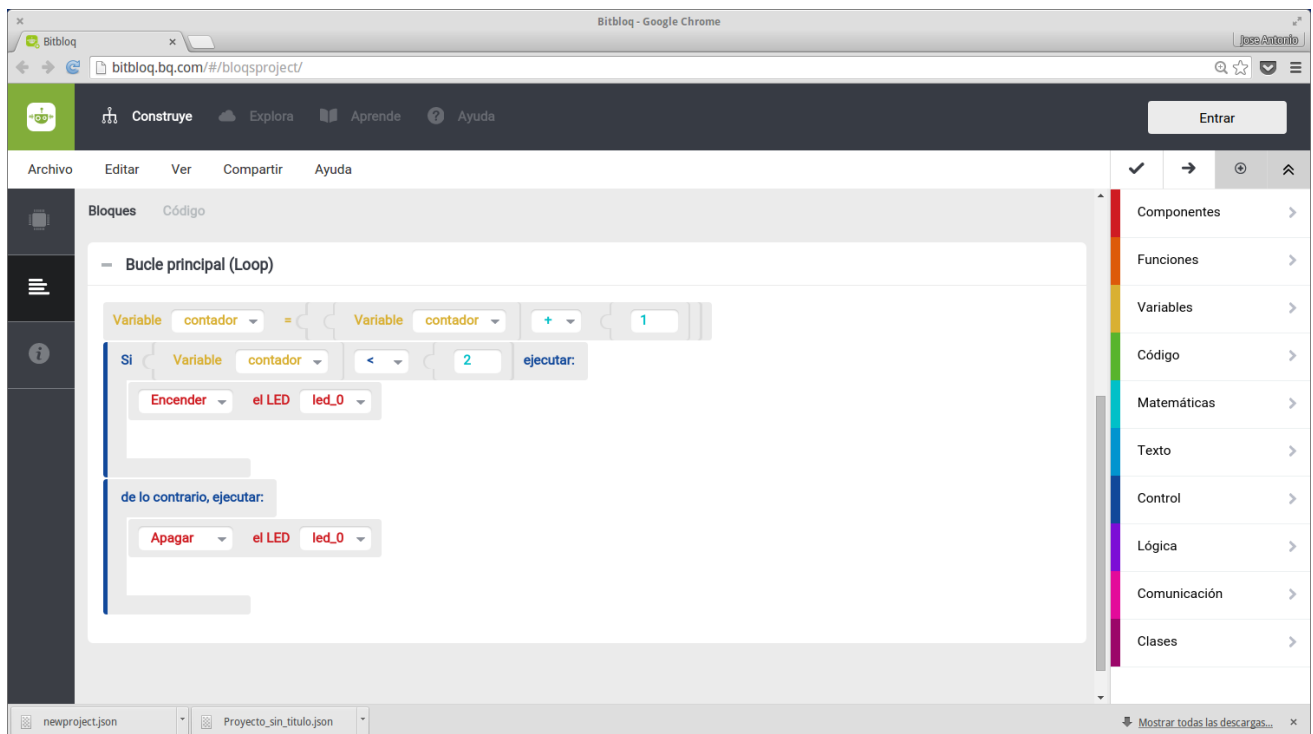 Bitbloq - Google Chrome
Bitbloq
Jose Antonio
bitbloq.bq.com/#/bloqsproject/
Construye Explora Aprende Ayuda
Entrar
Archivo Editar Ver Compartir Ayuda
Bloques Código
Bucle principal (Loop)
Variable contador = Variable contador + 1
Si Variable contador < 2 ejecutar:
Encender el LED led_0
de lo contrario, ejecutar:
Apagar el LED led_0
Componentes
Funciones
Variables
Código
Matemáticas
Texto
Control
Lógica
Comunicación
Clases
newproject.json
Proyecto_sin_titulo.json
Mostrar todas las descargas...